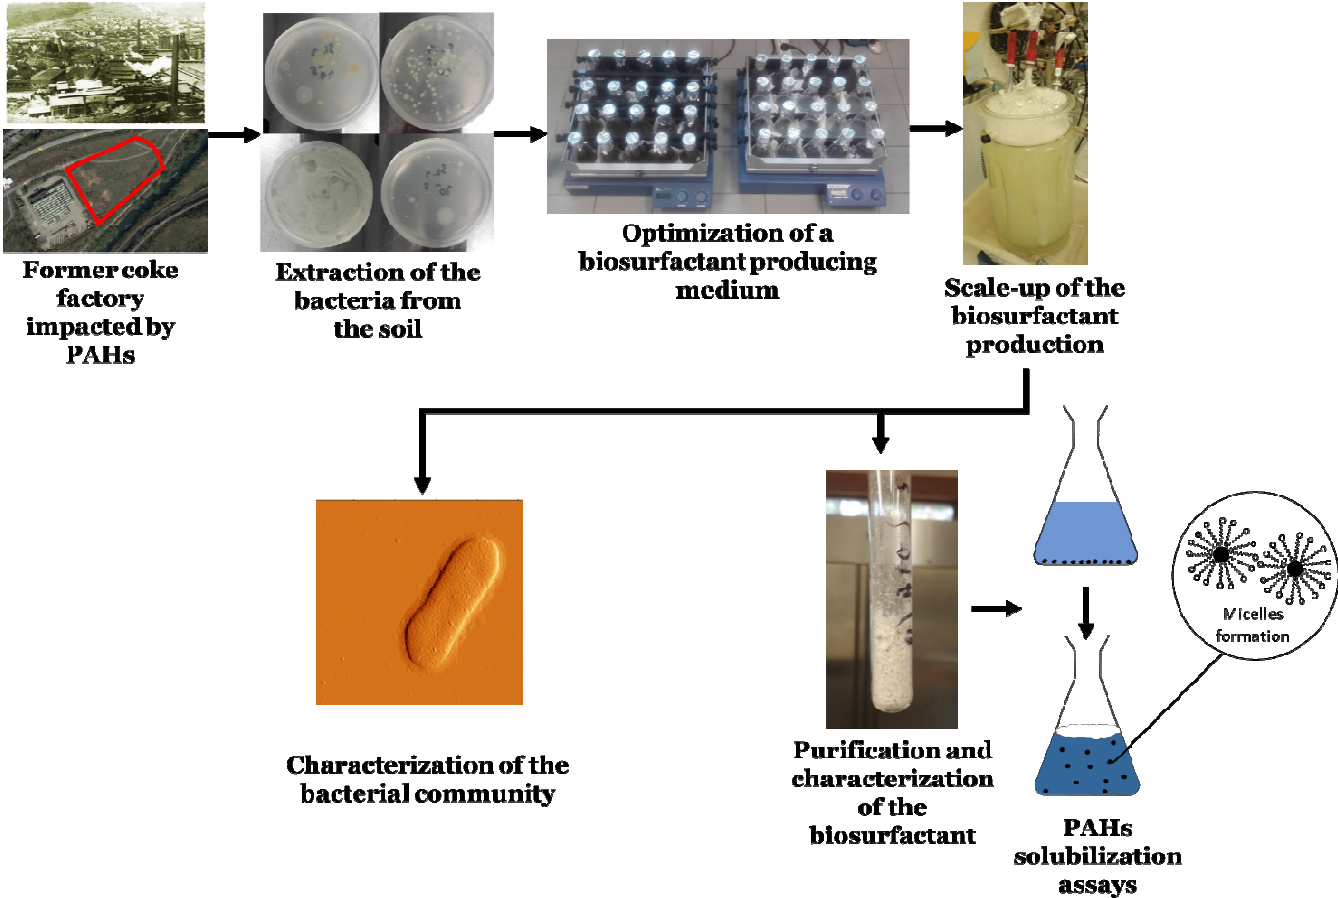 Former coke
factory
impacted by
PAHs
Extraction of the
bacteria from
the soil
Optimization of a
biosurfactant producing
medium
Scale-up of the
biosurfactant
production
Characterization of the
bacterial community
Purification and
characterization
of the
biosurfactant
Micelles
formation
PAHs
solubilization
assays